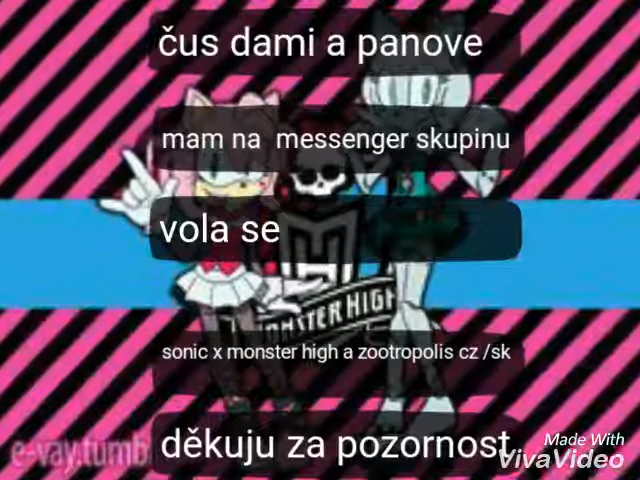 čus dami a panove
mam na messenger skupinu
vola se
MONSTER HIGH
sonic x monster high a zootropolis cz /sk
děkuju za pozornost
e-vay.tumb
Made With
VivaVideo